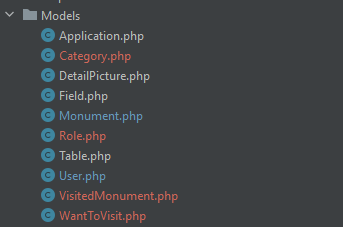 Models
Application.php
Category.php
DetailPicture.php
Field.php
Monument.php
Role.php
Table.php
User.php
VisitedMonument.php
WantToVisit.php